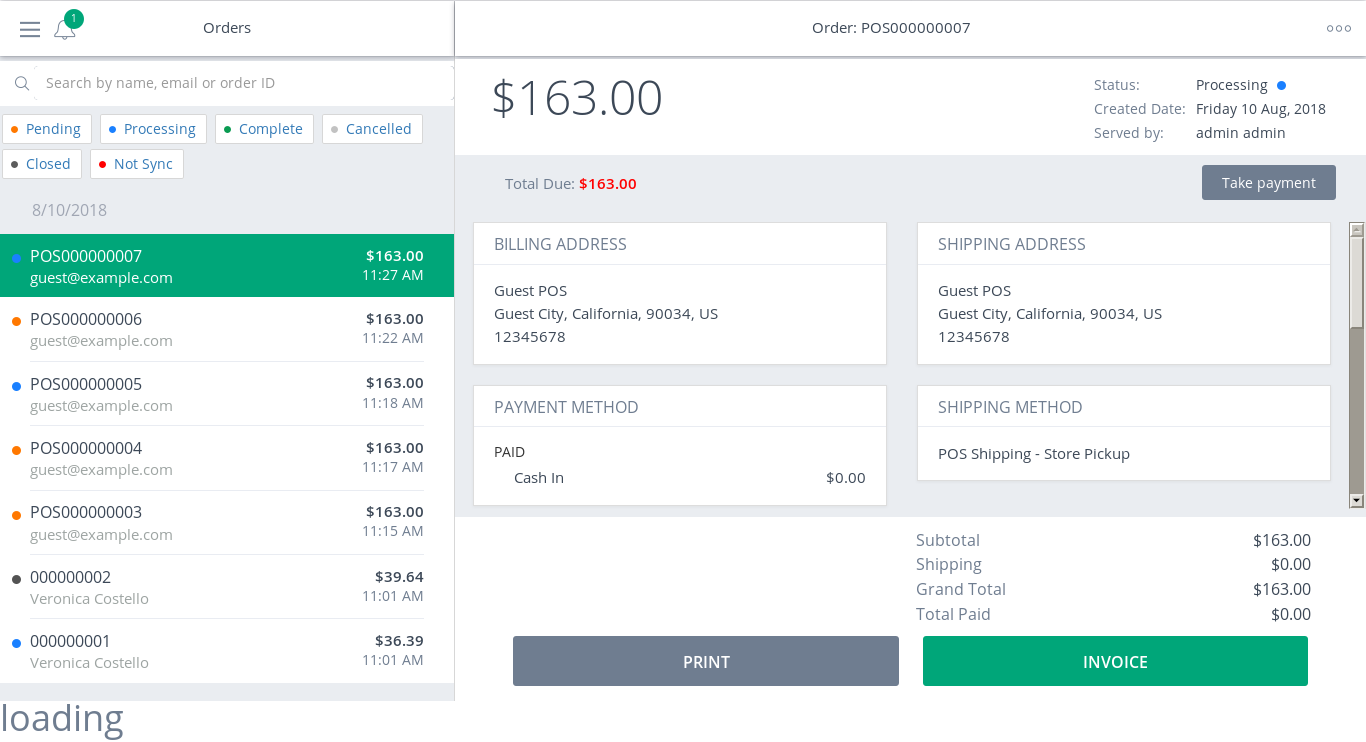 1
Orders
Search by name, email or order ID
Pending
Processing
Complete
Cancelled
Closed
Not Sync
8/10/2018
POS000000007 $163.00
guest@example.com 11:27 AM
POS000000006 $163.00
guest@example.com 11:22 AM
POS000000005 $163.00
guest@example.com 11:18 AM
POS000000004 $163.00
guest@example.com 11:17 AM
POS000000003 $163.00
guest@example.com 11:15 AM
000000002 $39.64
Veronica Costello 11:01 AM
000000001 $36.39
Veronica Costello 11:01 AM
loading
Order: POS000000007
$163.00
Status: Processing
Created Date: Friday 10 Aug, 2018
Served by: admin admin
Total Due: $163.00
Take payment
BILLING ADDRESS
Guest POS
Guest City, California, 90034, US
12345678
SHIPPING ADDRESS
Guest POS
Guest City, California, 90034, US
12345678
PAYMENT METHOD
PAID
Cash In $0.00
SHIPPING METHOD
POS Shipping - Store Pickup
Subtotal $163.00
Shipping $0.00
Grand Total $163.00
Total Paid $0.00
PRINT
INVOICE